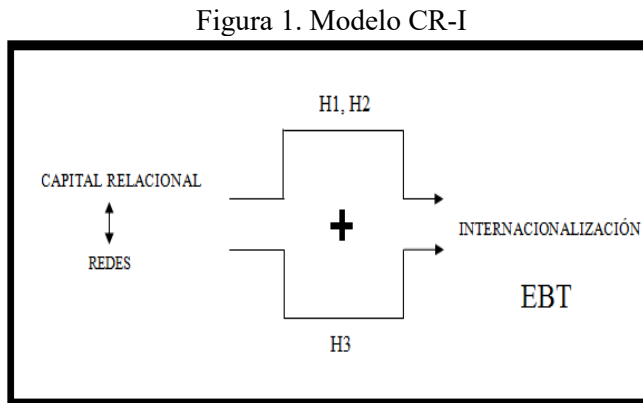 Figura 1. Modelo CR-I
H1, H2
CAPITAL RELACIONAL
+
INTERNACIONALIZACIÓN
REDES
EBT
H3